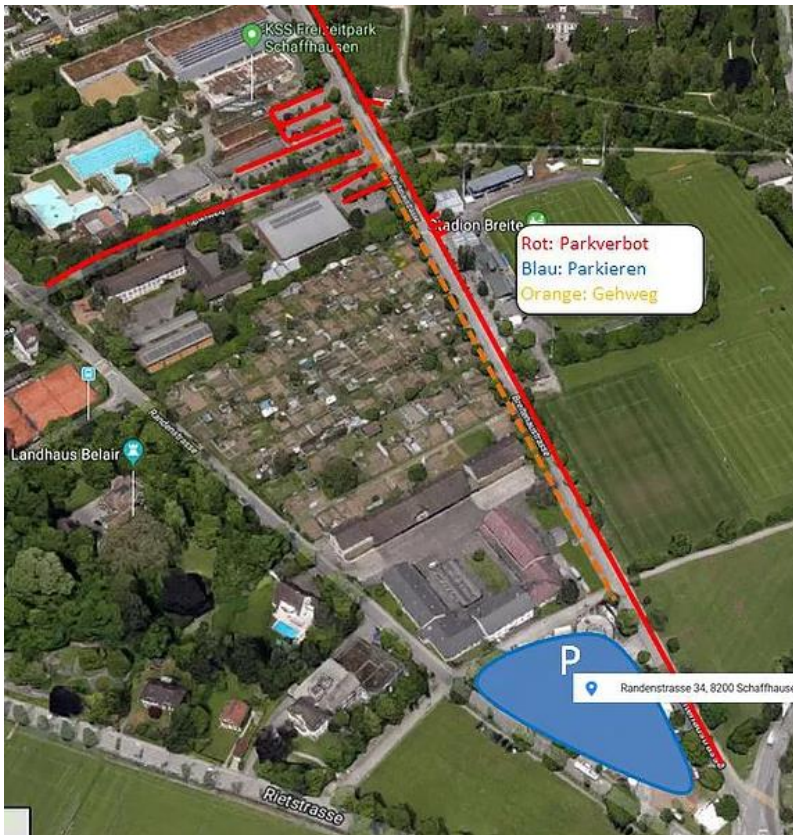 KSS Freizeitpark
Schaffhausen
Stadion Breite
Rot: Parkverbot
Blau: Parkieren
Orange: Gehweg
Breitenaustrasse
Randenstrasse
Landhaus Belair
P
Randenstrasse 34, 8200 Schaffhause
Rietstrasse